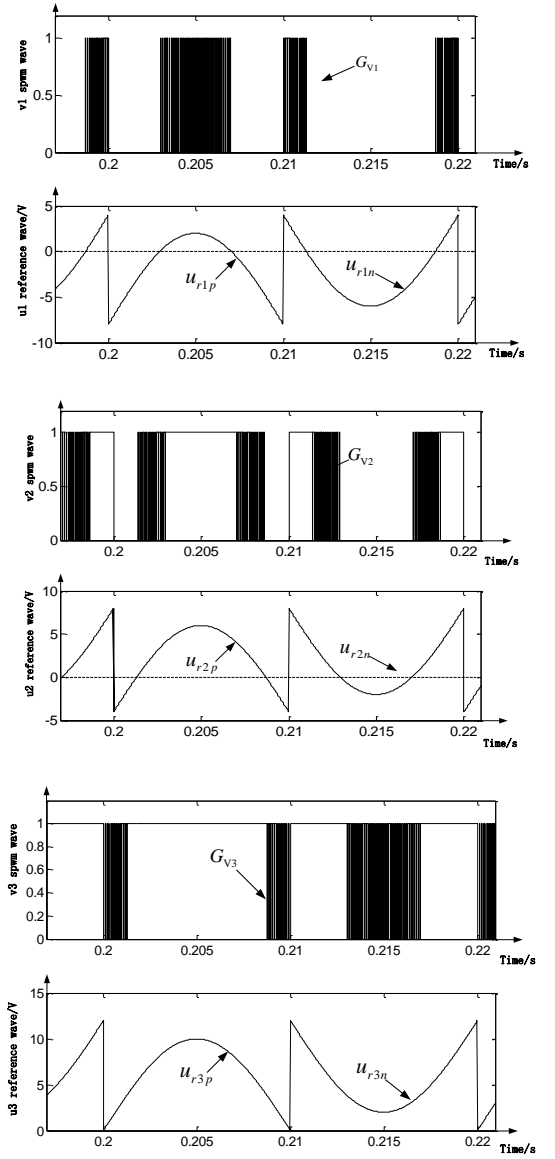 v1 spwm wave
1
0.5
0
G_V1
0.2
0.205
0.21
0.215
0.22
Time/s
u1 reference wave/V
5
0
-5
-10
u_r1p
u_r1n
0.2
0.205
0.21
0.215
0.22
Time/s
v2 spwm wave
1
0.5
0
G_V2
0.2
0.205
0.21
0.215
0.22
Time/s
u2 reference wave/V
10
5
0
-5
u_r2p
u_r2n
0.2
0.205
0.21
0.215
0.22
Time/s
v3 spwm wave
1
0.8
0.6
0.4
0.2
0
G_V3
0.2
0.205
0.21
0.215
0.22
Time/s
u3 reference wave/V
15
10
5
0
u_r3p
u_r3n
0.2
0.205
0.21
0.215
0.22
Time/s